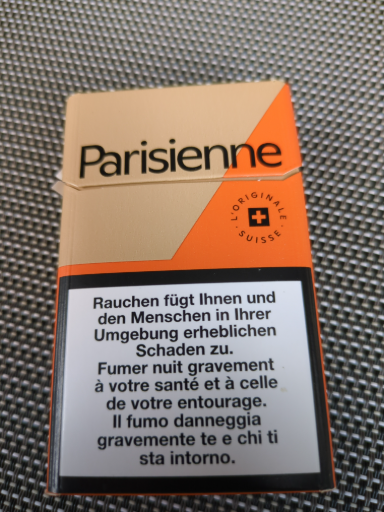 Parisienne
L'ORIGINALE
SUISSE
Rauchen fügt Ihnen und
den Menschen in Ihrer
Umgebung erheblichen
Schaden zu.
Fumer nuit gravement
à votre santé et à celle
de votre entourage.
Il fumo danneggia
gravemente te e chi ti
sta intorno.